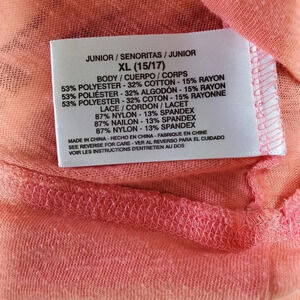 JUNIOR / SEÑORITAS / JUNIOR
XL (15/17)
BODY / CUERPO / CORPS
53% POLYESTER - 32% COTTON - 15% RAYON
53% POLIÉSTER - 32% ALGODÓN - 15% RAYÓN
53% POLYESTER - 32% COTON - 15% RAYONNE
LACE / CORDON / LACET
87% NYLON - 13% SPANDEX
87% NAILON - 13% SPANDEX
87% NYLON - 13% SPANDEX
MADE IN CHINA - HECHO EN CHINA - FABRIQUE EN CHINE
SEE REVERSE FOR CARE - VER AL REVERSO PARA EL CUIDADO
VOIR LES INSTRUCTIONS D'ENTRETIEN AU DOS